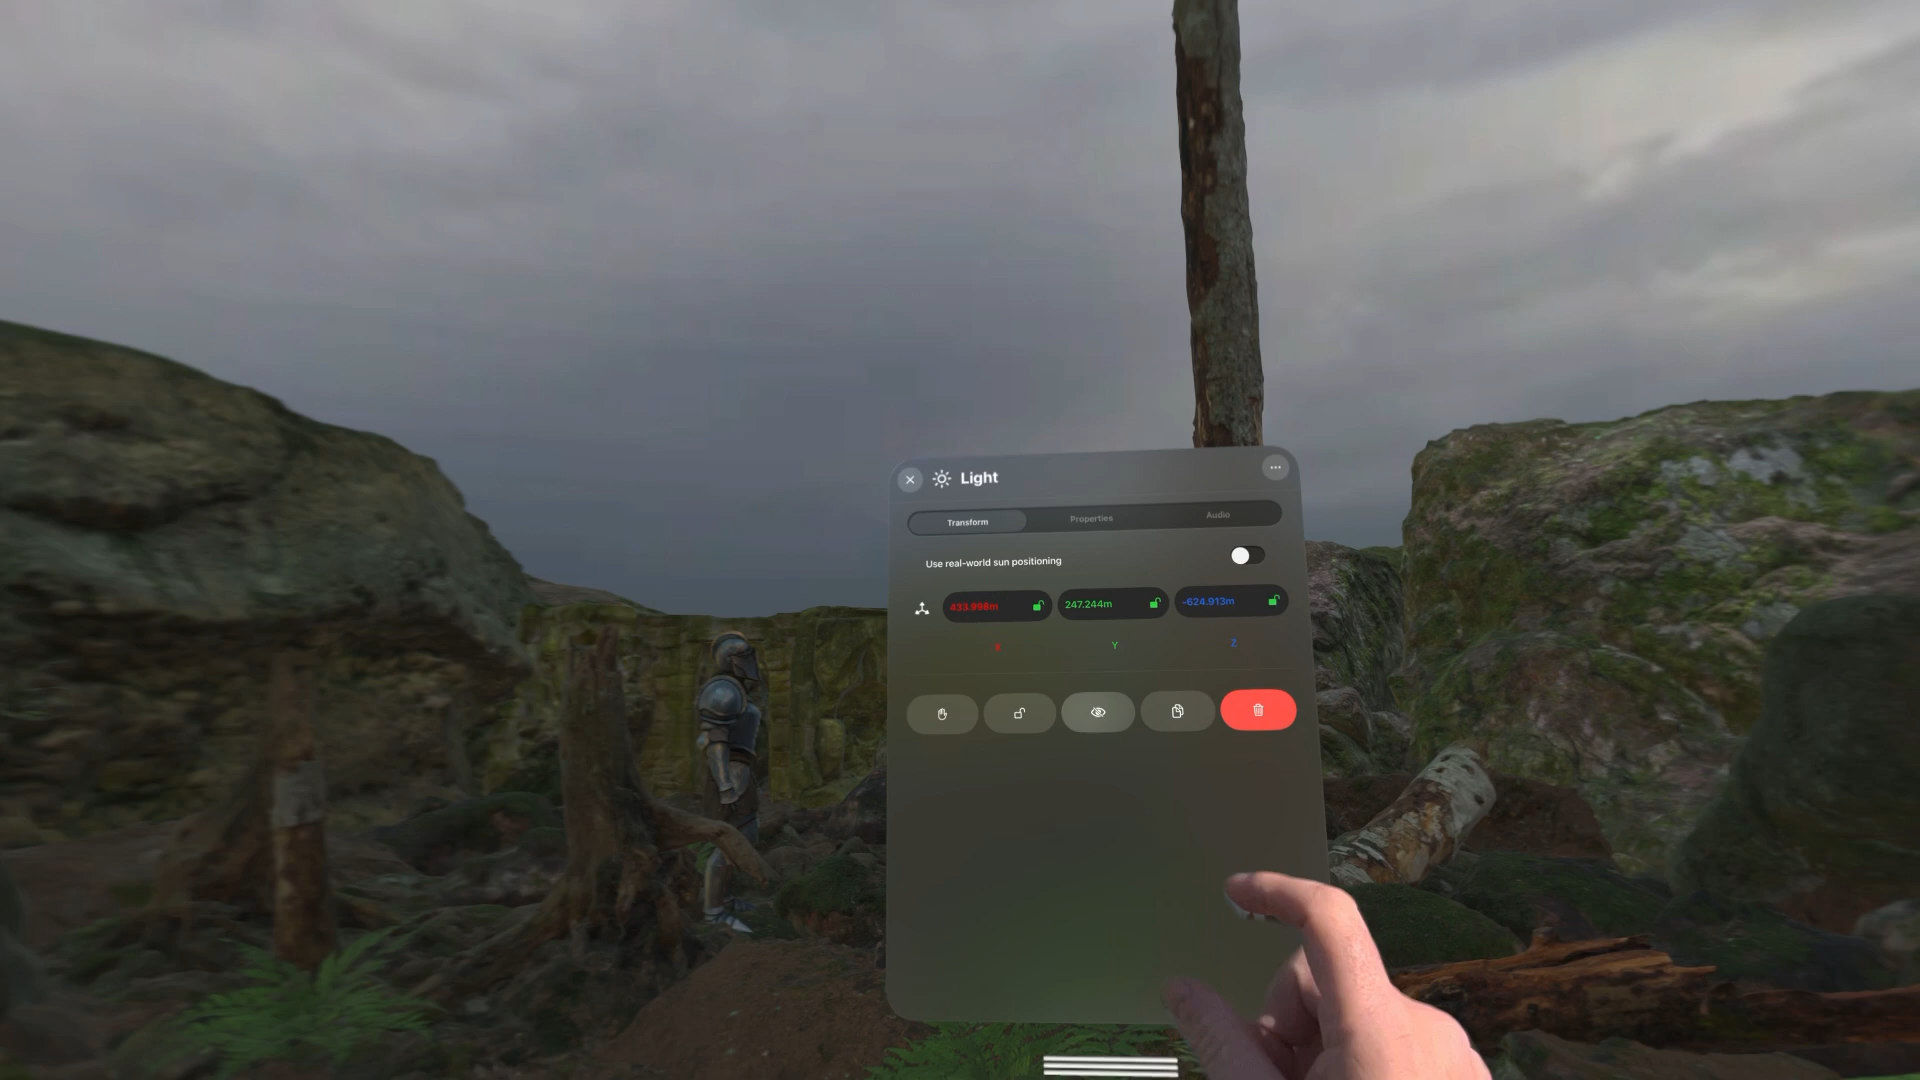 Light
Transform Properties Audio
Use real-world sun positioning
433.998m 247.244m -624.913m
X Y Z